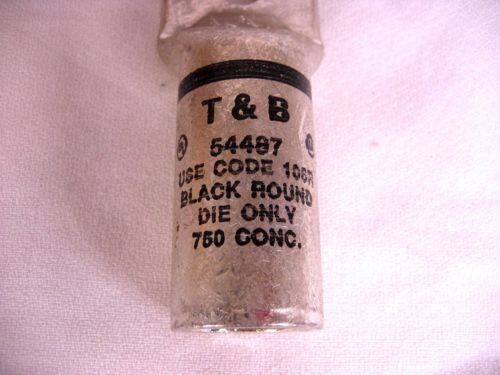 T & B
54487
USE CODE 106R
BLACK ROUND
DIE ONLY
750 CONC.